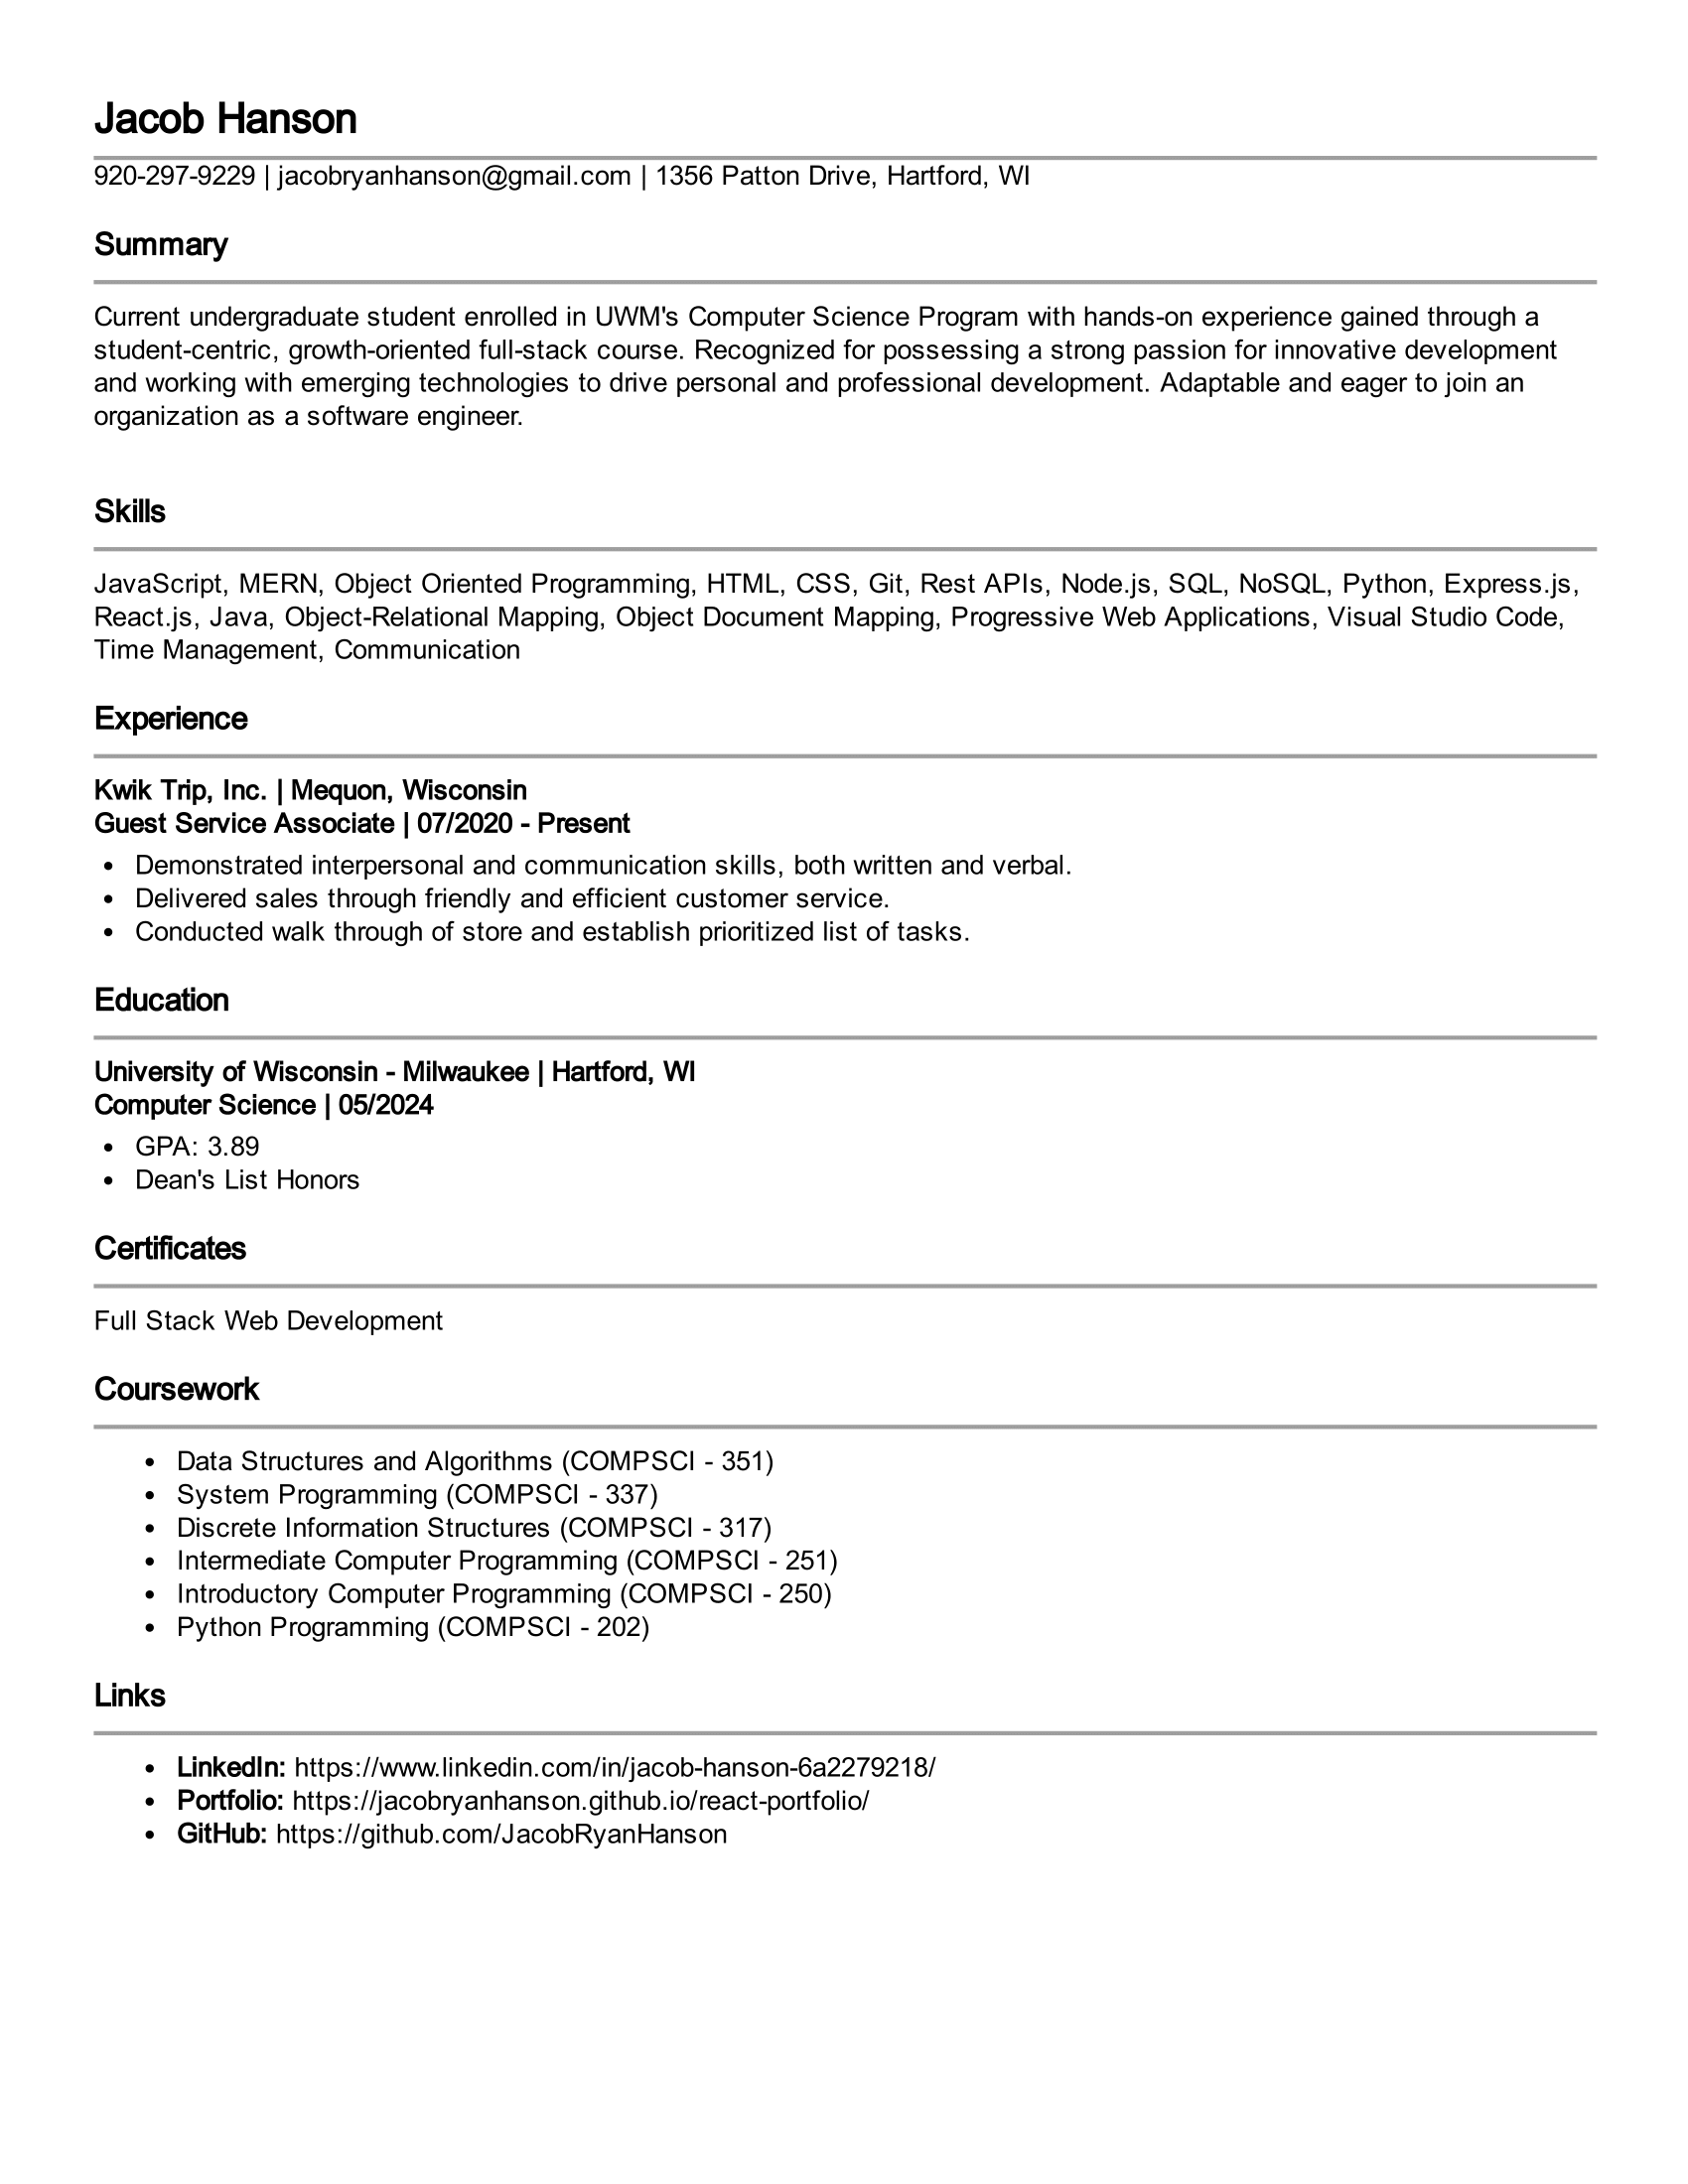 Jacob Hanson
920-297-9229 | jacobryanhanson@gmail.com | 1356 Patton Drive, Hartford, WI
Summary
Current undergraduate student enrolled in UWM's Computer Science Program with hands-on experience gained through a
student-centric, growth-oriented full-stack course. Recognized for possessing a strong passion for innovative development
and working with emerging technologies to drive personal and professional development. Adaptable and eager to join an
organization as a software engineer.
Skills
JavaScript, MERN, Object Oriented Programming, HTML, CSS, Git, Rest APIs, Node.js, SQL, NoSQL, Python, Express.js,
React.js, Java, Object-Relational Mapping, Object Document Mapping, Progressive Web Applications, Visual Studio Code,
Time Management, Communication
Experience
Kwik Trip, Inc. | Mequon, Wisconsin
Guest Service Associate | 07/2020 - Present
• Demonstrated interpersonal and communication skills, both written and verbal.
• Delivered sales through friendly and efficient customer service.
• Conducted walk through of store and establish prioritized list of tasks.
Education
University of Wisconsin - Milwaukee | Hartford, WI
Computer Science | 05/2024
• GPA: 3.89
• Dean's List Honors
Certificates
Full Stack Web Development
Coursework
• Data Structures and Algorithms (COMPSCI - 351)
• System Programming (COMPSCI - 337)
• Discrete Information Structures (COMPSCI - 317)
• Intermediate Computer Programming (COMPSCI - 251)
• Introductory Computer Programming (COMPSCI - 250)
• Python Programming (COMPSCI - 202)
Links
• LinkedIn: https://www.linkedin.com/in/jacob-hanson-6a2279218/
• Portfolio: https://jacobryanhanson.github.io/react-portfolio/
• GitHub: https://github.com/JacobRyanHanson